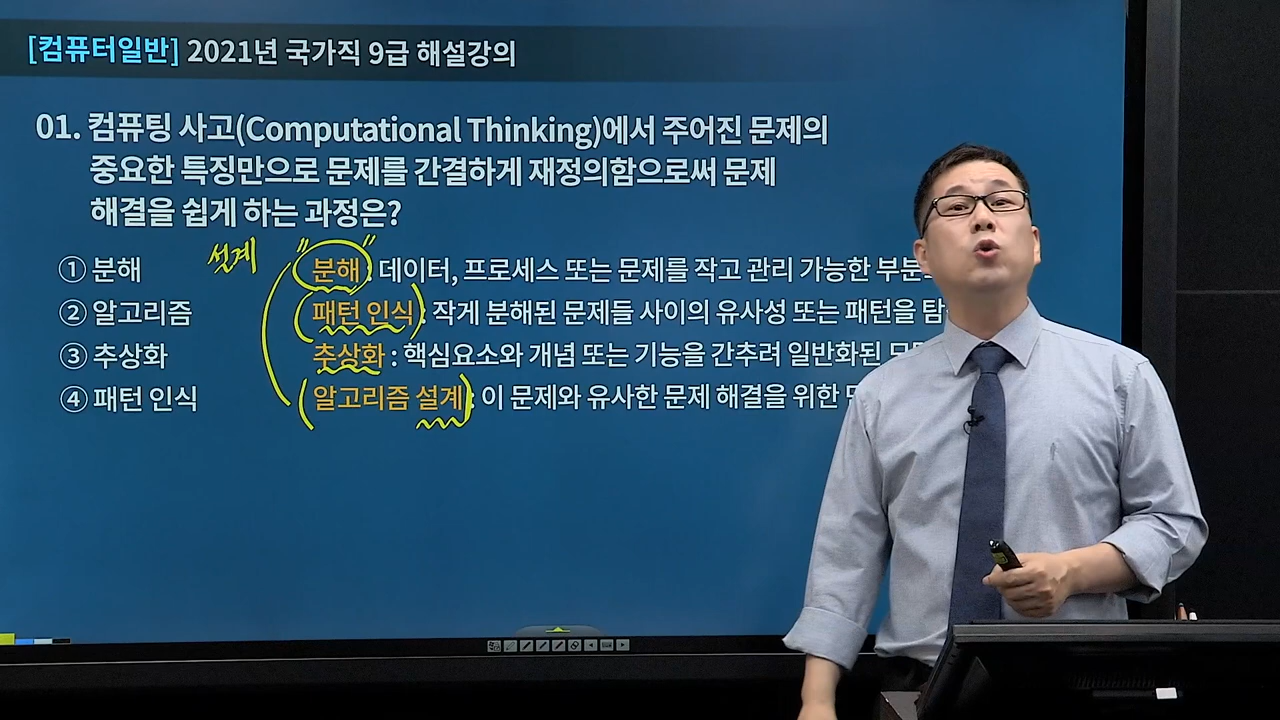 [컴퓨터일반] 2021년 국가직 9급 해설강의
01. 컴퓨팅 사고(Computational Thinking)에서 주어진 문제의
중요한 특징만으로 문제를 간결하게 재정의함으로써 문제
해결을 쉽게 하는 과정은?
설계
① 분해 "분해 : 데이터, 프로세스 또는 문제를 작고 관리 가능한
② 알고리즘 패턴 인식 : 작게 분해된 문제들 사이의 유사성 또는 패턴을
③ 추상화 추상화 : 핵심요소와 개념 또는 기능을 간추려 일반화된
④ 패턴 인식 알고리즘 설계 : 이 문제와 유사한 문제 해결을 위한